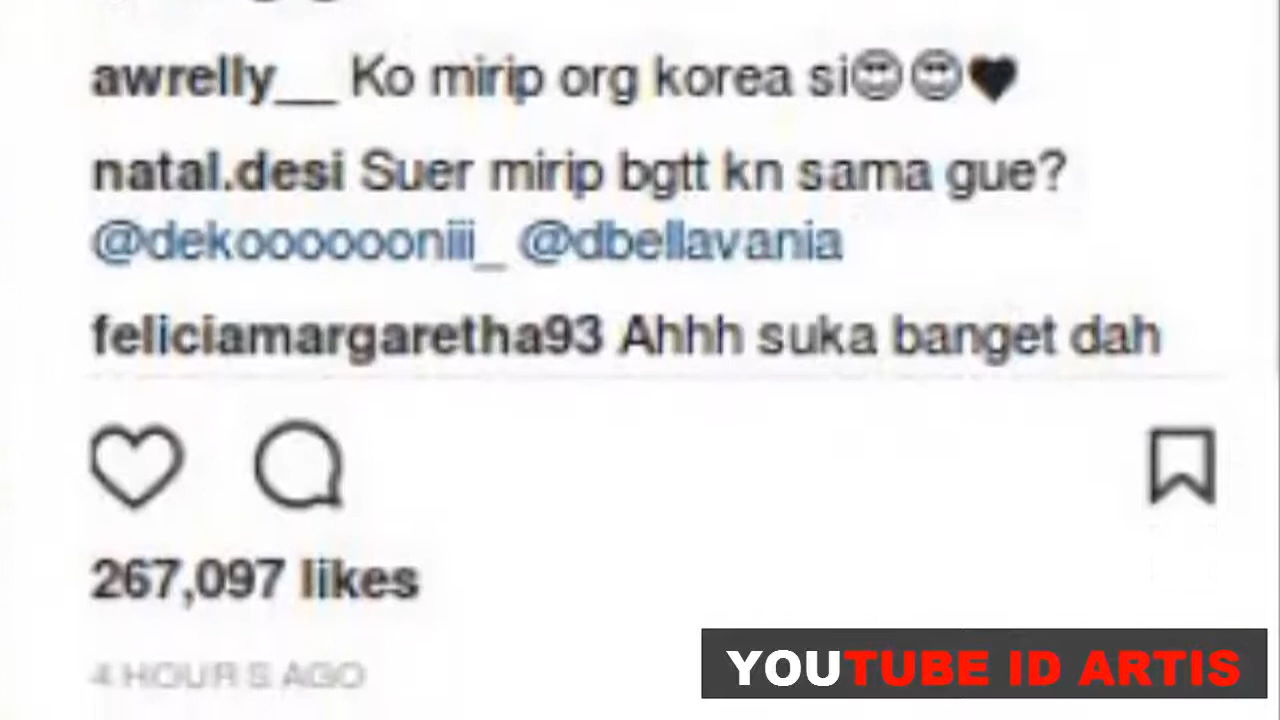 awrelly__ Ko mirip org korea si😍😍♥
natal.desi Suer mirip bgtt kn sama gue?
@dekooooooniii_ @dbellavania
feliciamargaretha93 Ahhh suka banget dah
267,097 likes
4 HOURS AGO
YOUTUBE ID ARTIS